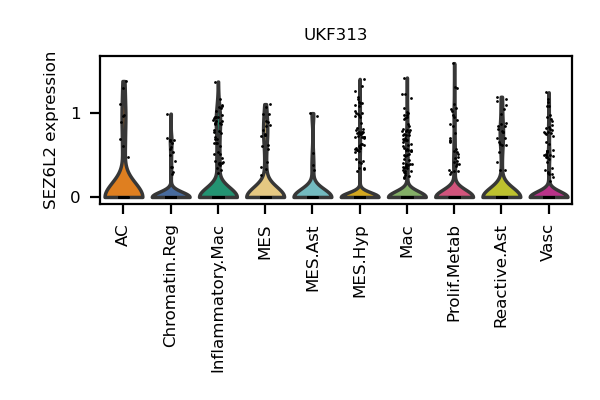 UKF313
SEZ6L2 expression
1
0
AC
Chromatin.Reg
Inflammatory.Mac
MES
MES.Ast
MES.Hyp
Mac
Prolif.Metab
Reactive.Ast
Vasc